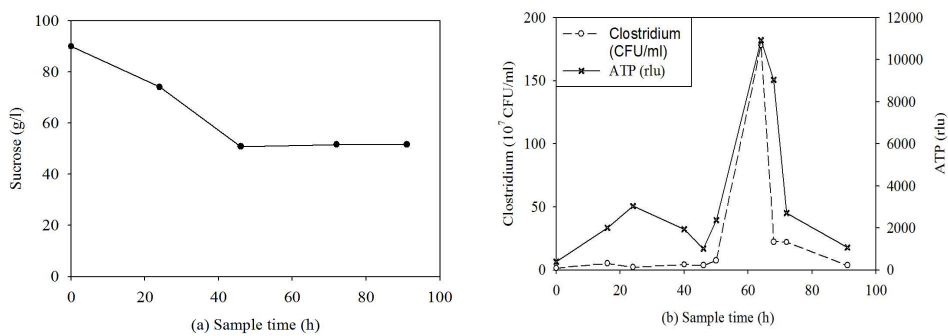 100
80
60
40
20
0
Sucrose (g/l)
0 20 40 60 80 100
(a) Sample time (h)
200
150
100
50
0
Clostridium (10⁷ CFU/ml)
Clostridium
(CFU/ml)
ATP (rlu)
12000
10000
8000
6000
4000
2000
0
ATP (rlu)
0 20 40 60 80 100
(b) Sample time (h)